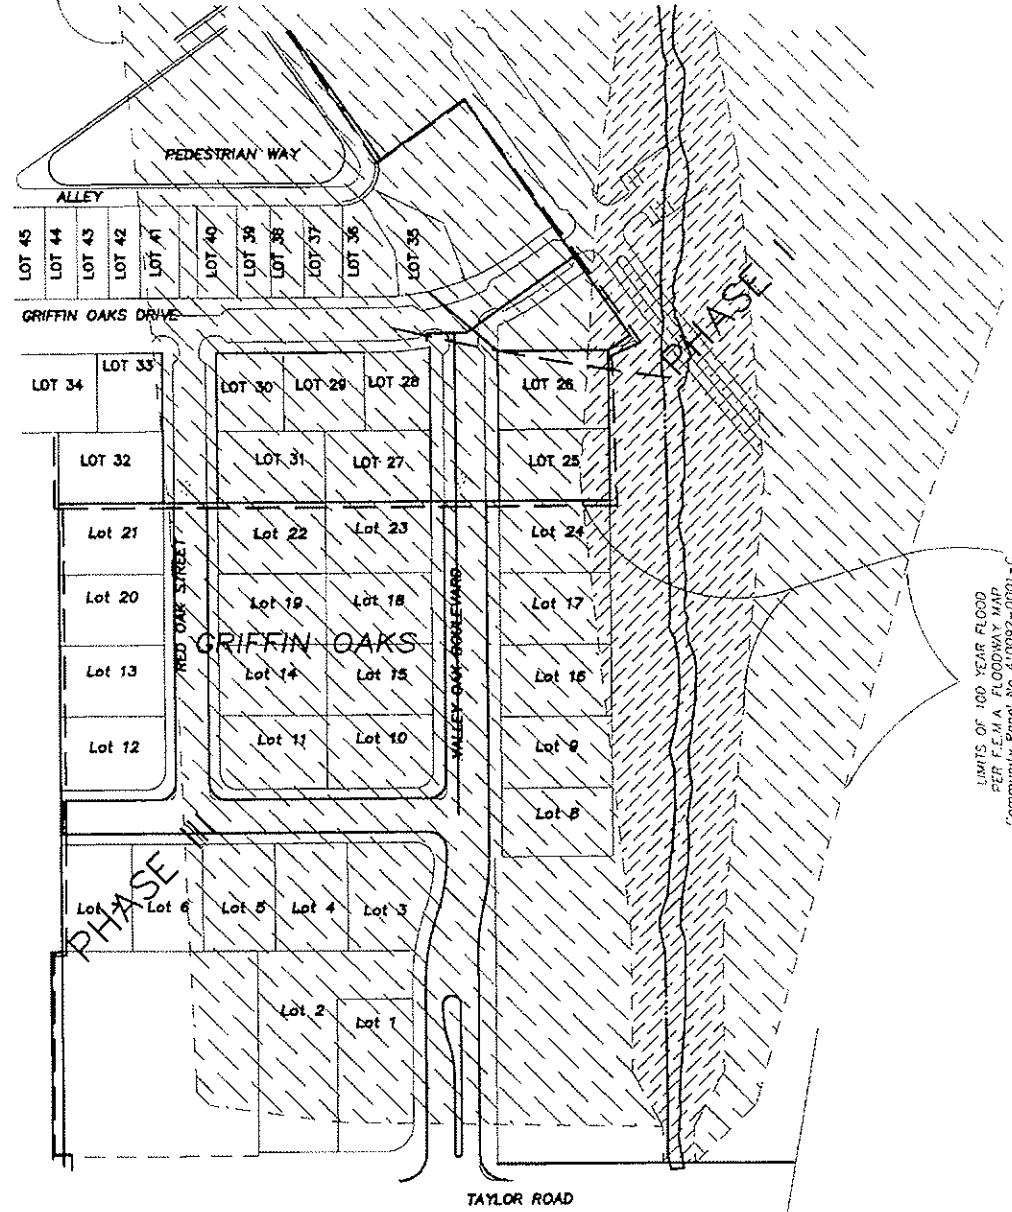 PEDESTRIAN WAY
ALLEY
LOT 45
LOT 44
LOT 43
LOT 42
LOT 41
LOT 40
LOT 39
LOT 38
LOT 37
LOT 36
LOT 35
GRIFFIN OAKS DRIVE
PHASE I
LOT 34
LOT 33
LOT 30
LOT 29
LOT 28
LOT 26
LOT 32
LOT 31
LOT 27
LOT 25
Lot 21
Lot 22
Lot 23
Lot 24
RED OAK STREET
VALLEY OAK BOULEVARD
Lot 20
Lot 19
Lot 18
Lot 17
GRIFFIN OAKS
Lot 13
Lot 14
Lot 15
Lot 16
Lot 12
Lot 11
Lot 10
Lot 9
Lot 8
LIMITS OF 100 YEAR FLOOD
PER F.E.M.A. FLOODWAY MAP
Community Panel No.
PHASE III
Lot 7
Lot 6
Lot 5
Lot 4
Lot 3
Lot 2
Lot 1
TAYLOR ROAD